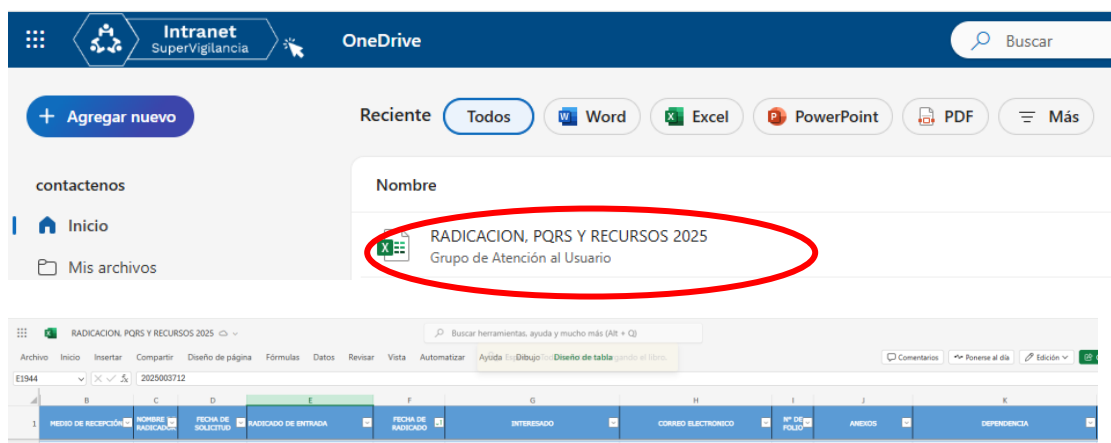 Intranet
SuperVigilancia
OneDrive
Buscar
+ Agregar nuevo
Reciente Todos Word Excel PowerPoint PDF Más
contactenos
Nombre
Inicio
RADICACION, PQRS Y RECURSOS 2025
Grupo de Atención al Usuario
Mis archivos
RADICACION, PQRS Y RECURSOS 2025
Buscar herramientas, ayuda y mucho más (Alt + Q)
Archivo Inicio Insertar Compartir Diseño de página Fórmulas Datos Revisar Vista Automatizar Ayuda Dibujo Diseño de tabla
Comentarios Ponerse al día Edición
E1944 2025003712
B C D E F G H I J K
1 MEDIO DE RECEPCIÓN NOMBRE RADICADO FECHA DE SOLICITUD RADICADO DE ENTRADA FECHA DE RADICADO INTERESADO CORREO ELECTRONICO Nº DE FOLIO ANEXOS DEPENDENCIA